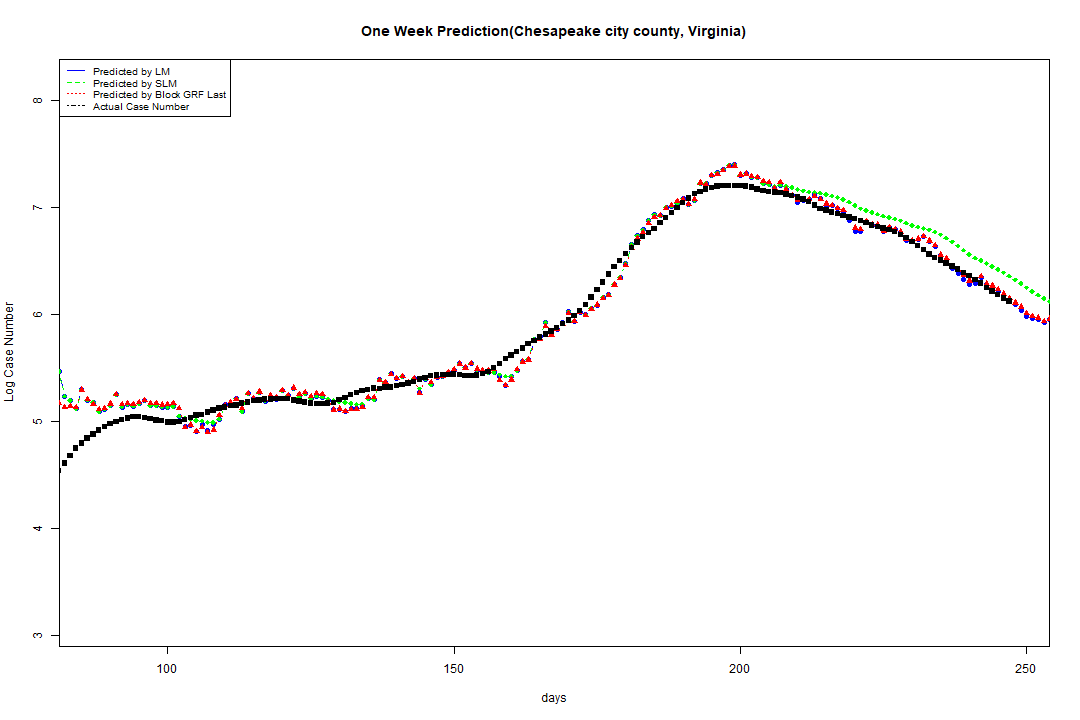 One Week Prediction(Chesapeake city county, Virginia)
Predicted by LM
Predicted by SLM
Predicted by Block GRF Last
Actual Case Number
8
7
6
5
4
3
Log Case Number
100
150
200
250
days